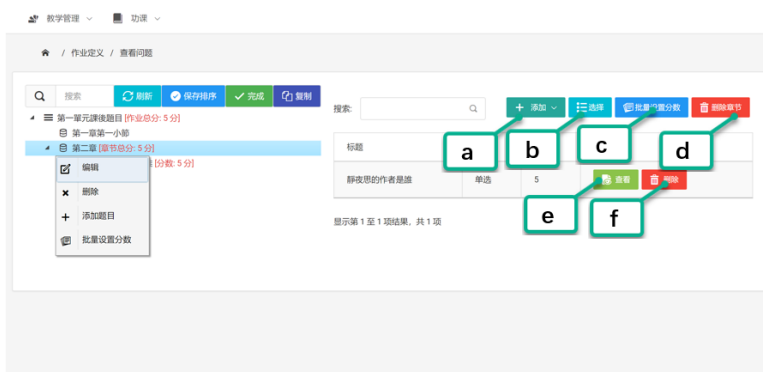 教学管理 功课
/ 作业定义 / 查看问题
搜索 刷新 保存排序 完成 复制
搜索: 添加 选择 批量设置分数 删除章节
第一單元課後題目 [作业总分: 5 分]
第一章第一小節
第二章 [章节总分: 5 分]
[分数: 5 分]
编辑
删除
添加题目
批量设置分数
a b c d
标题
靜夜思的作者是誰 单选 5 查看 删除
e f
显示第 1 至 1 项结果，共 1 项